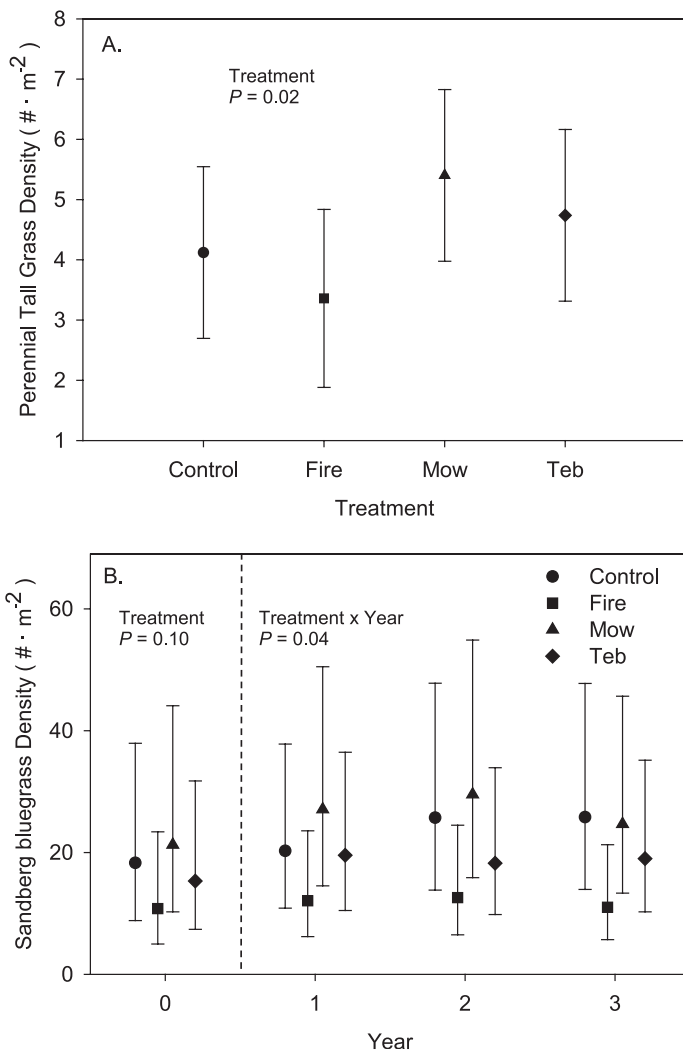 A.
Treatment
P = 0.02
Perennial Tall Grass Density ( # · m-2)
8
7
6
5
4
3
2
1
Control Fire Mow Teb
Treatment
B.
Treatment
P = 0.10
Treatment x Year
P = 0.04
Control
Fire
Mow
Teb
Sandberg bluegrass Density ( # · m-2)
60
40
20
0
0 1 2 3
Year